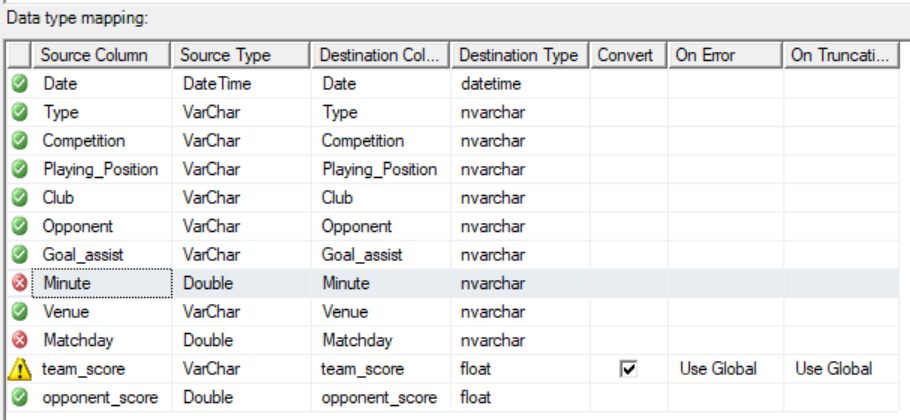 Data type mapping:
Source Column Source Type Destination Col... Destination Type Convert On Error On Truncati...
Date DateTime Date datetime
Type VarChar Type nvarchar
Competition VarChar Competition nvarchar
Playing_Position VarChar Playing_Position nvarchar
Club VarChar Club nvarchar
Opponent VarChar Opponent nvarchar
Goal_assist VarChar Goal_assist nvarchar
Minute Double Minute nvarchar
Venue VarChar Venue nvarchar
Matchday Double Matchday nvarchar
team_score VarChar team_score float Use Global Use Global
opponent_score Double opponent_score float